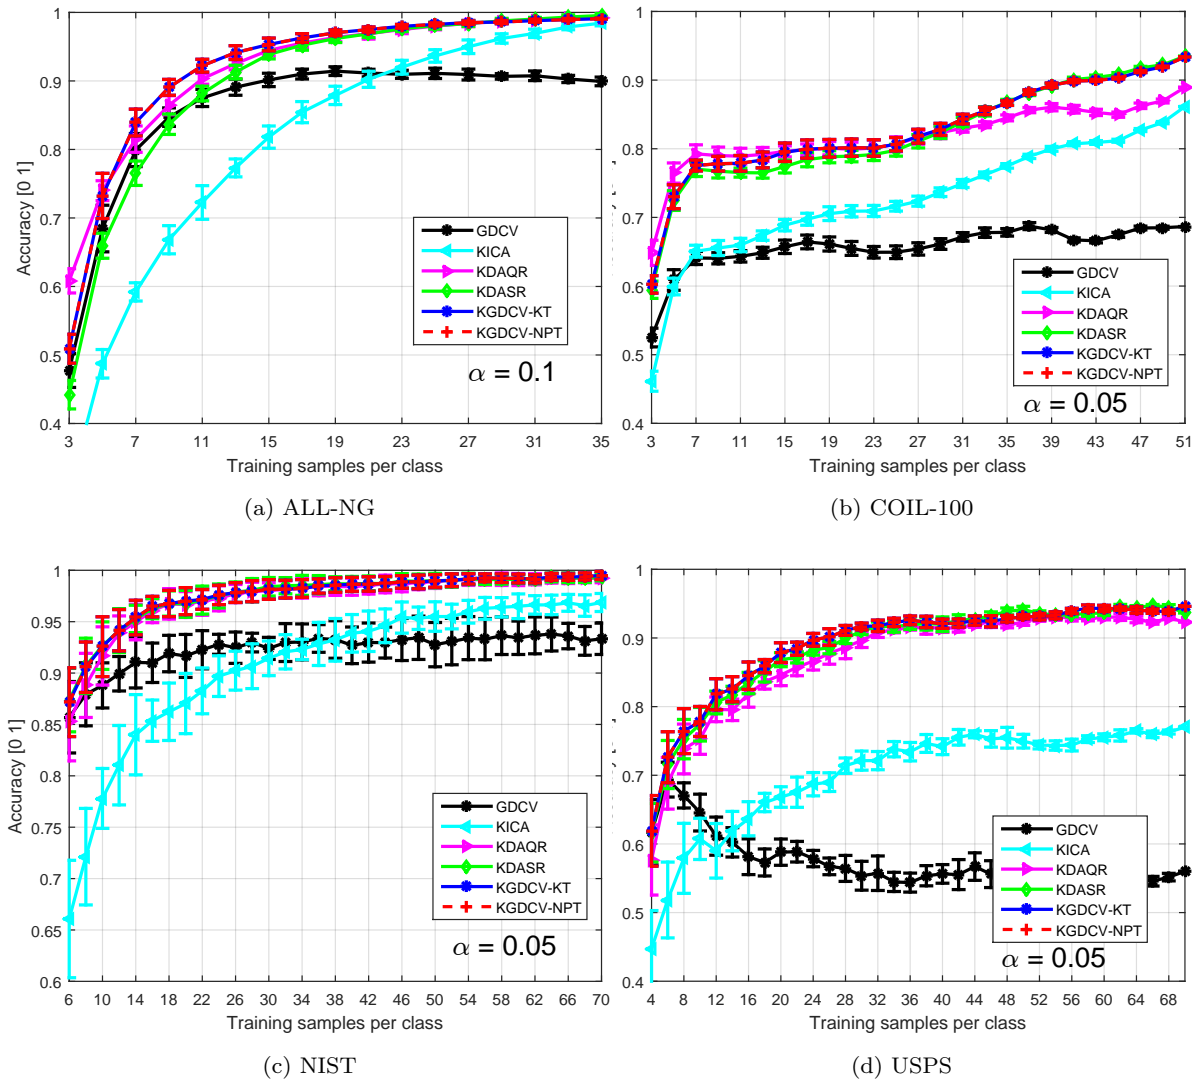 1
0.9
0.8
0.7
0.6
0.5
0.4
Accuracy [0 1]
GDCV
KICA
KDAQR
KDASR
KGDCV-KT
KGDCV-NPT
α = 0.1
3 7 11 15 19 23 27 31 35
Training samples per class
(a) ALL-NG
1
0.9
0.8
0.7
0.6
0.5
0.4
GDCV
KICA
KDAQR
KDASR
KGDCV-KT
KGDCV-NPT
α = 0.05
3 7 11 15 19 23 27 31 35 39 43 47 51
Training samples per class
(b) COIL-100
1
0.95
0.9
0.85
0.8
0.75
0.7
0.65
0.6
Accuracy [0 1]
GDCV
KICA
KDAQR
KDASR
KGDCV-KT
KGDCV-NPT
α = 0.05
6 10 14 18 22 26 30 34 38 42 46 50 54 58 62 66 70
Training samples per class
(c) NIST
1
0.9
0.8
0.7
0.6
0.5
0.4
GDCV
KICA
KDAQR
KDASR
KGDCV-KT
KGDCV-NPT
α = 0.05
4 8 12 16 20 24 28 32 36 40 44 48 52 56 60 64 68
Training samples per class
(d) USPS